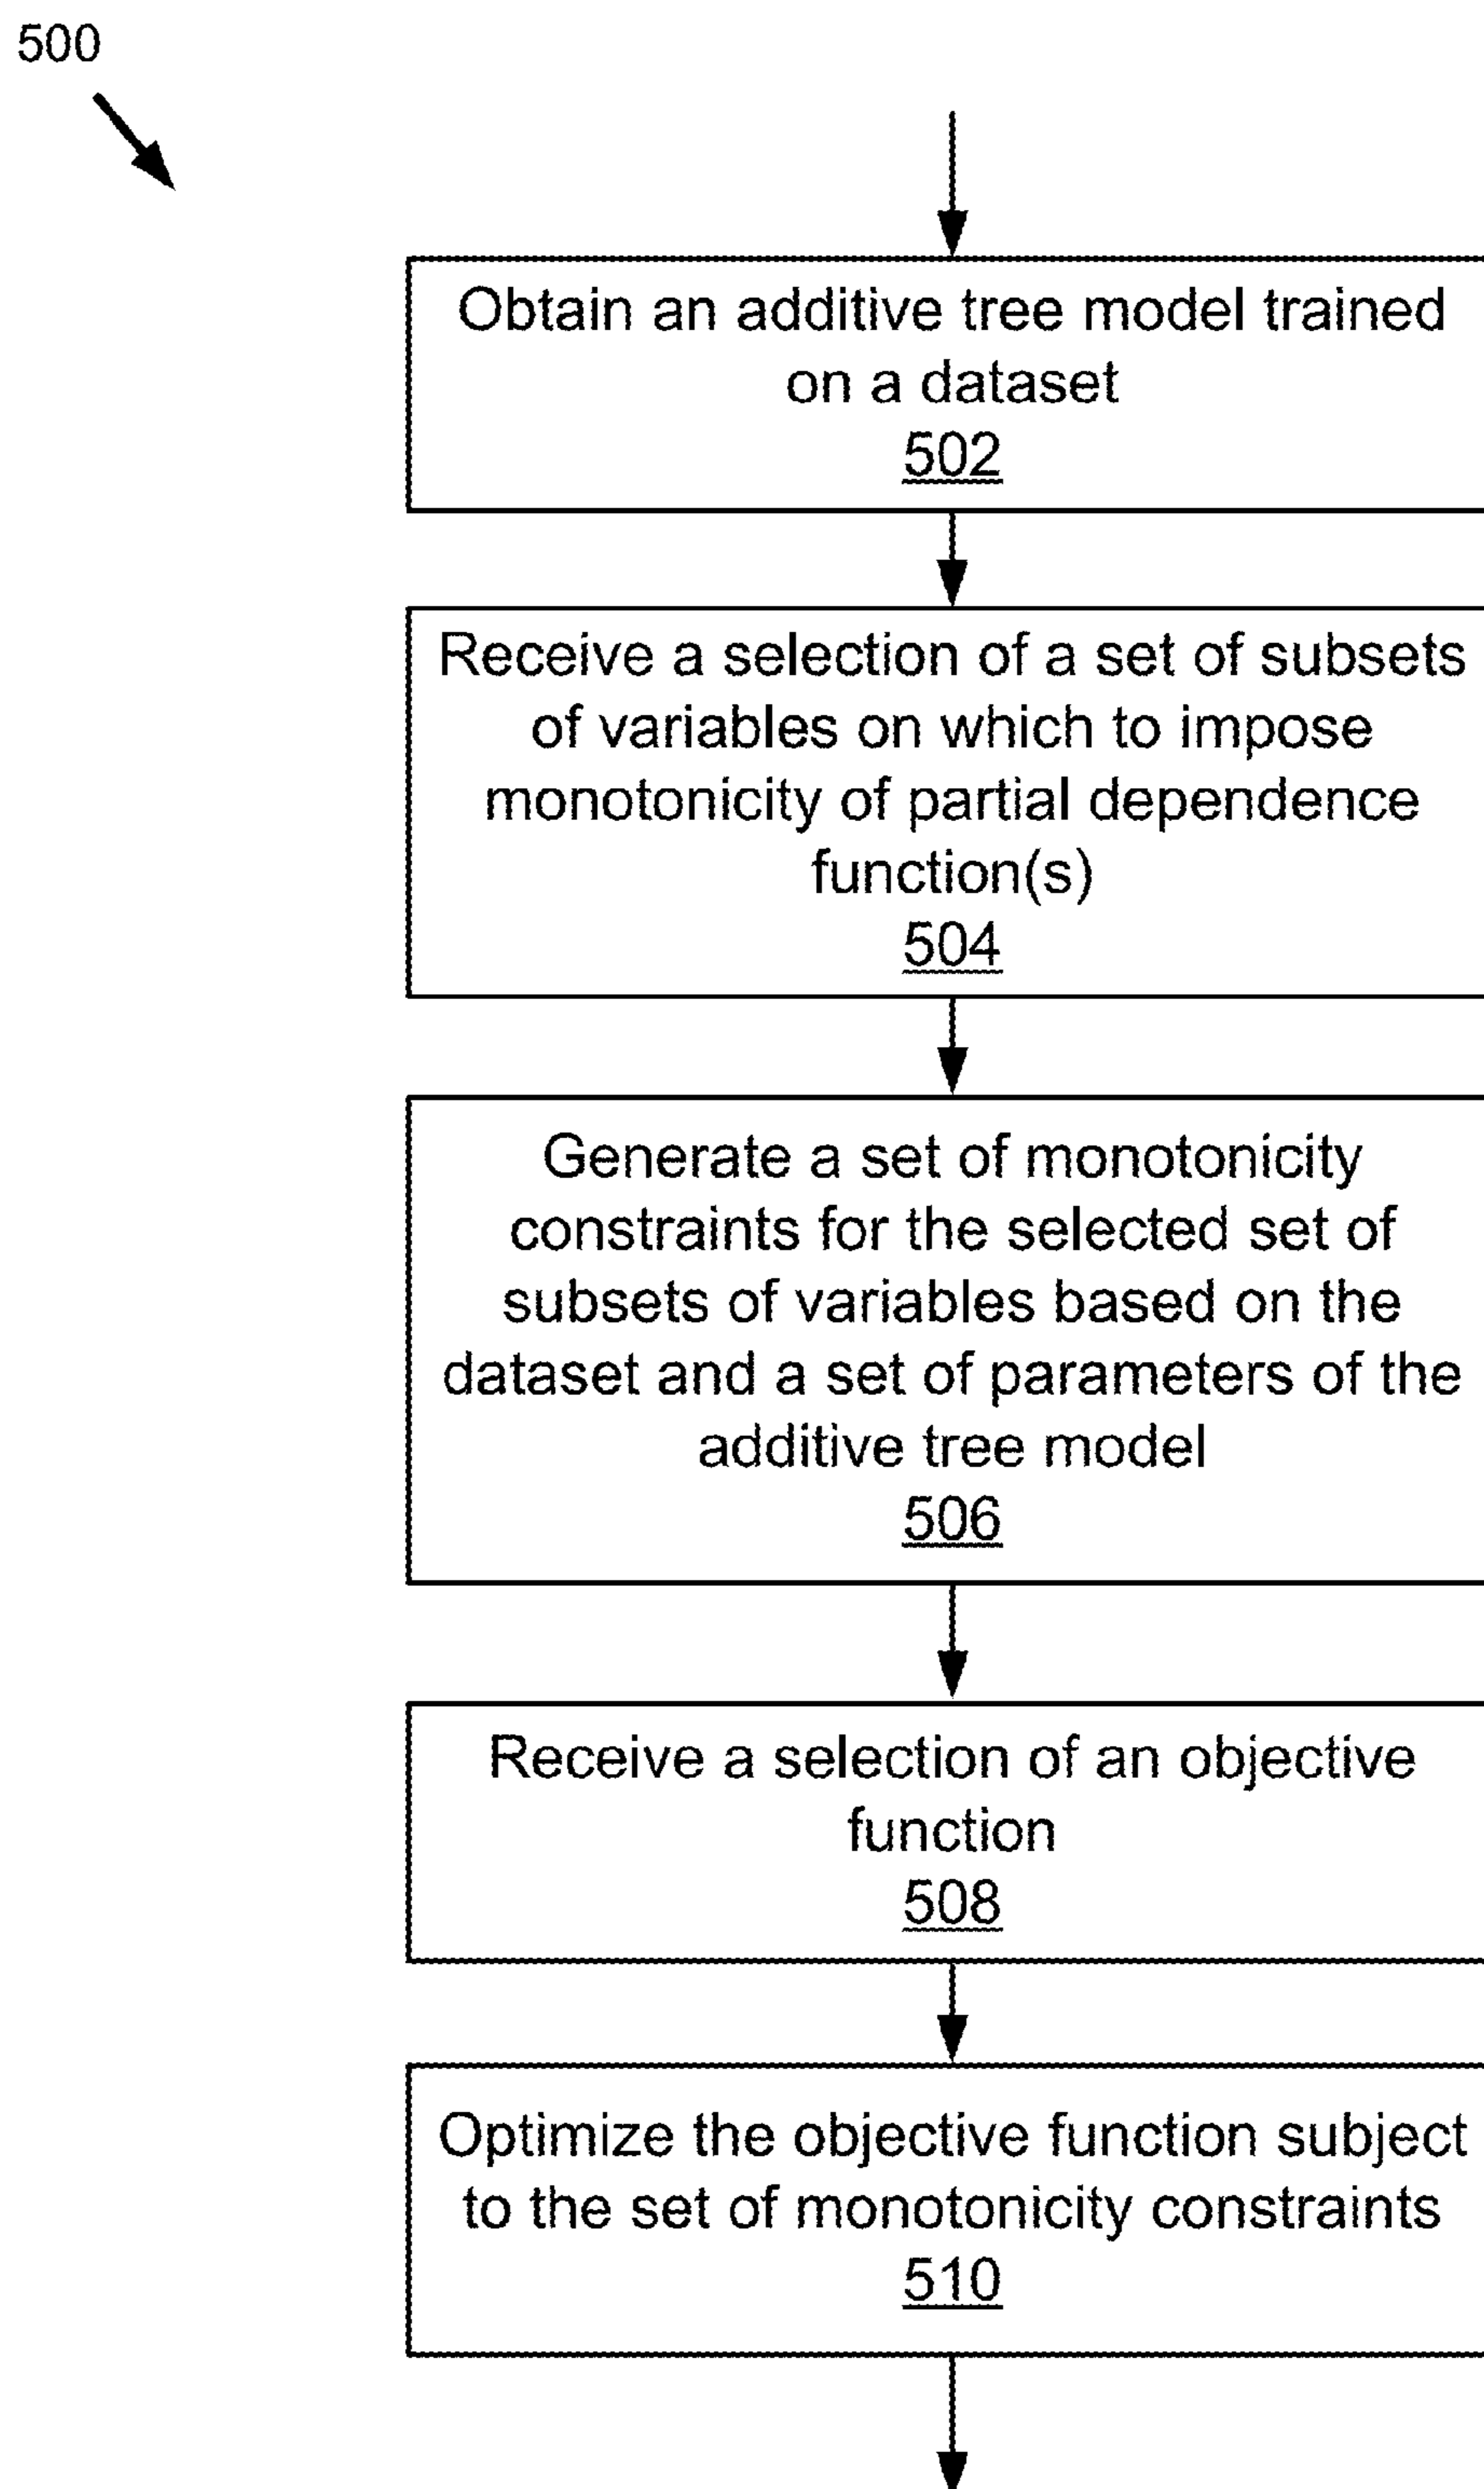 500
Obtain an additive tree model trained
on a dataset
502
Receive a selection of a set of subsets
of variables on which to impose
monotonicity of partial dependence
function(s)
504
Generate a set of monotonicity
constraints for the selected set of
subsets of variables based on the
dataset and a set of parameters of the
additive tree model
506
Receive a selection of an objective
function
508
Optimize the objective function subject
to the set of monotonicity constraints
510